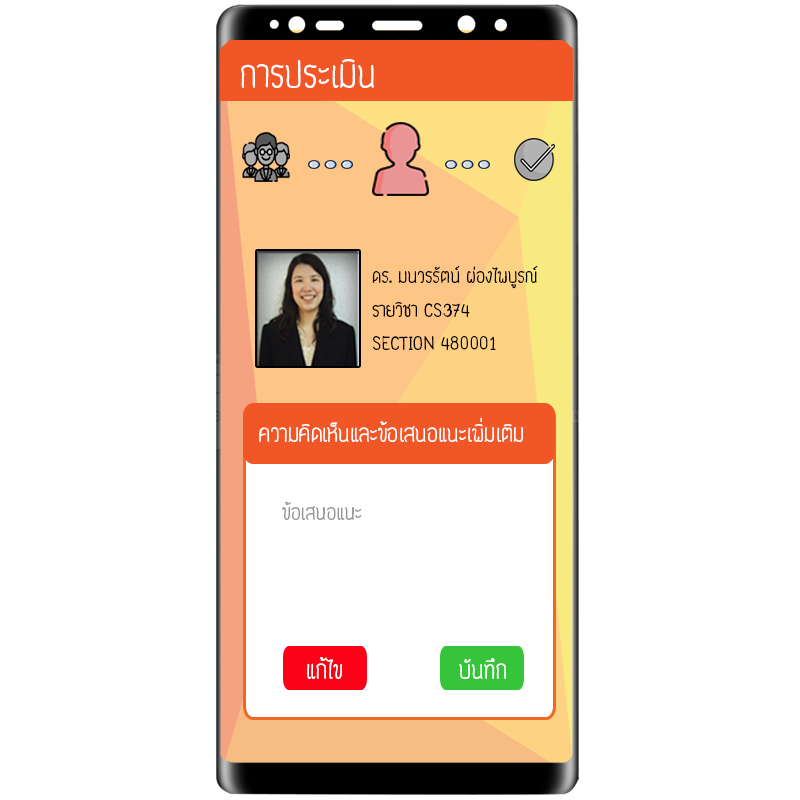 การประเมิน
ดร. มนวรรัตน์ ผ่องไพบูรณ์
รายวิชา CS374
SECTION 480001
ความคิดเห็นและข้อเสนอแนะเพิ่มเติม
ข้อเสนอแนะ
แก้ไข
บันทึก